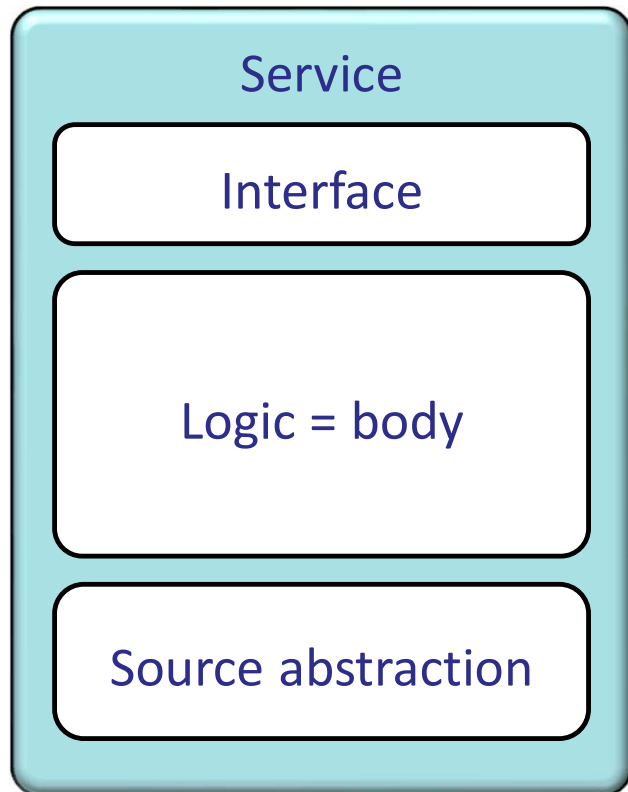 Service
Interface
Logic = body
Source abstraction